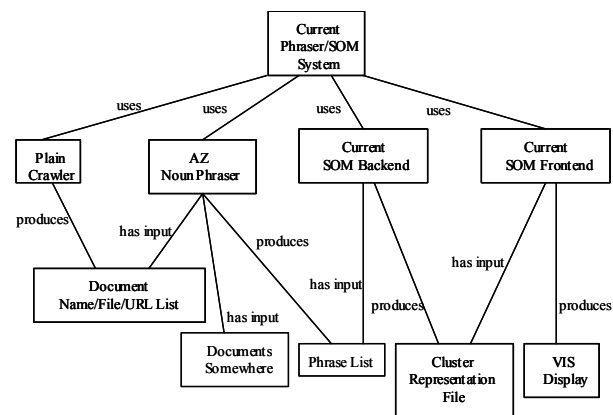 Current
Phraser/SOM
System
uses
uses
uses
uses
Plain
Crawler
AZ
Noun Phraser
Current
SOM Backend
Current
SOM Frontend
produces
has input
produces
has input
has input
produces
has input
produces
Document
Name/File/URL List
Documents
Somewhere
Phrase List
Cluster
Representation
File
VIS
Display